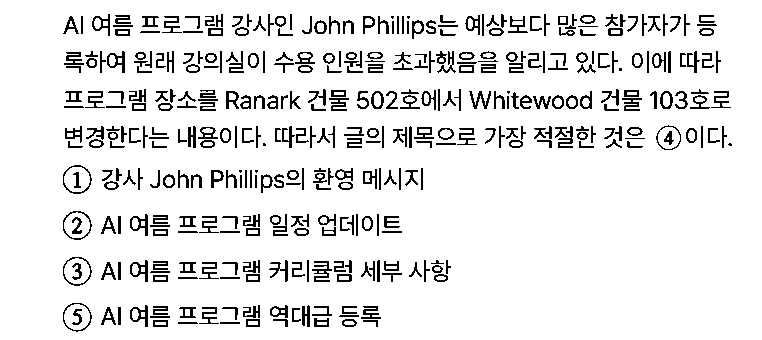 AI 여름 프로그램 강사인 John Phillips는 예상보다 많은 참가자가 등
록하여 원래 강의실이 수용 인원을 초과했음을 알리고 있다. 이에 따라
프로그램 장소를 Ranark 건물 502호에서 Whitewood 건물 103호로
변경한다는 내용이다. 따라서 글의 제목으로 가장 적절한 것은 ④이다.
① 강사 John Phillips의 환영 메시지
② AI 여름 프로그램 일정 업데이트
③ AI 여름 프로그램 커리큘럼 세부 사항
⑤ AI 여름 프로그램 역대급 등록